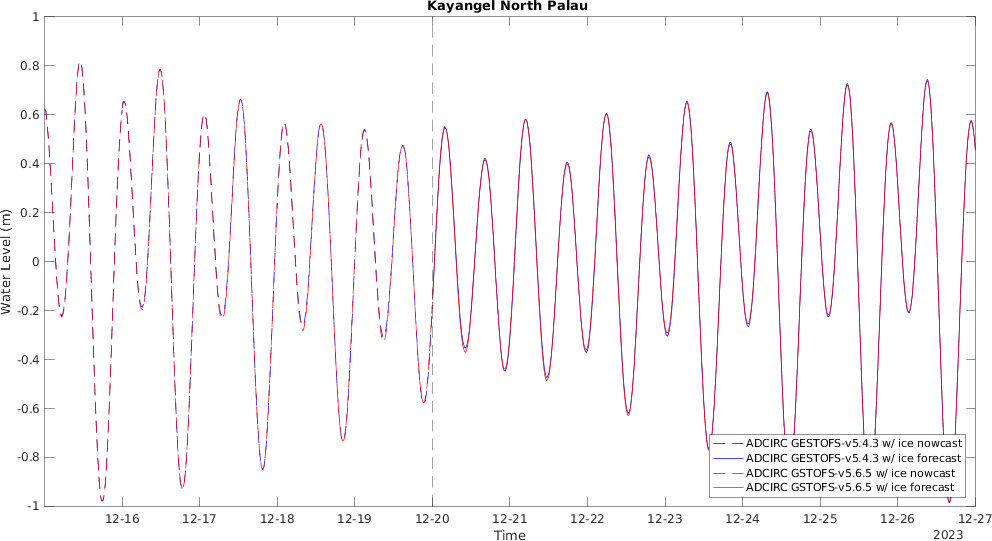 Kayangel North Palau
1
0.8
0.6
0.4
0.2
0
-0.2
-0.4
-0.6
-0.8
-1
Water Level (m)
ADCIRC GESTOFS-v5.4.3 w/ ice nowcast
ADCIRC GESTOFS-v5.4.3 w/ ice forecast
ADCIRC GSTOFS-v5.6.5 w/ ice nowcast
ADCIRC GSTOFS-v5.6.5 w/ ice forecast
12-16 12-17 12-18 12-19 12-20 12-21 12-22 12-23 12-24 12-25 12-26 12-27
Time
2023